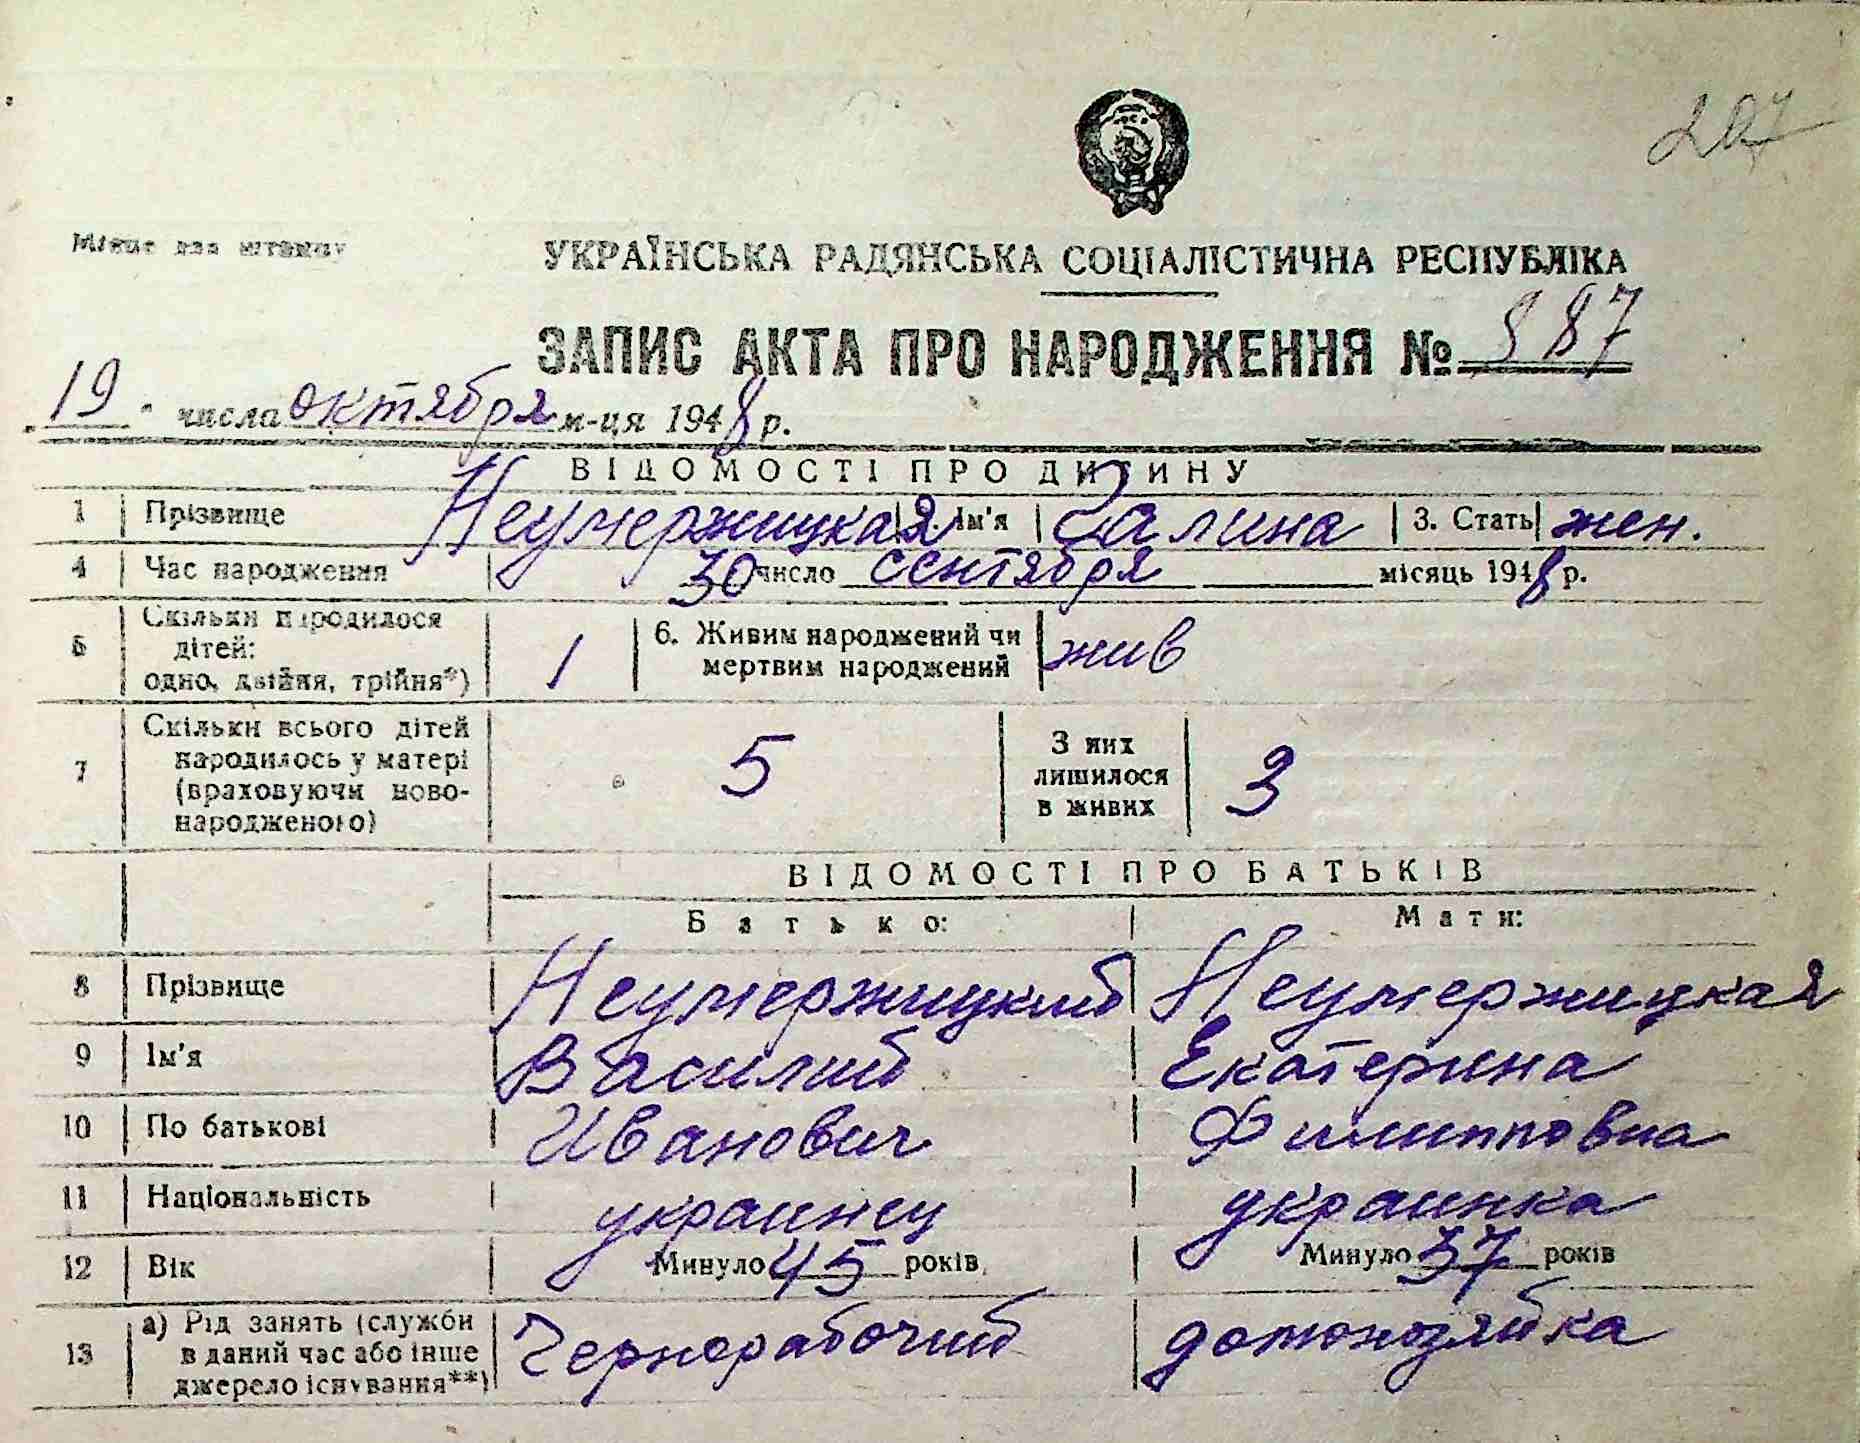 207
Місце для штампу
УКРАЇНСЬКА РАДЯНСЬКА СОЦІАЛІСТИЧНА РЕСПУБЛІКА
ЗАПИС АКТА ПРО НАРОДЖЕННЯ № 887
19 числа октября м-ця 1948 р.
ВІДОМОСТІ ПРО ДИТИНУ
1 Прізвище Неумержицкая 2. Ім'я Галина 3. Стать жен.
4 Час народження 30 число сентября місяць 1948 р.
5 Скільки народилося дітей: одно, двійня, трійня*) 1 6. Живим народжений чи мертвим народжений жив
7 Скільки всього дітей народилось у матері (враховуючи новонародженого) 5 З них лишилося в живих 3
ВІДОМОСТІ ПРО БАТЬКІВ
Батько: Мати:
8 Прізвище Неумержицкий Неумержицкая
9 Ім'я Василий Екатерина
10 По батькові Иванович Филипповна
11 Національність украинец украинка
12 Вік Минуло 45 років Минуло 37 років
13 а) Рід занять (служби в даний час або інше джерело існування**) Чернорабочий домохозяйка